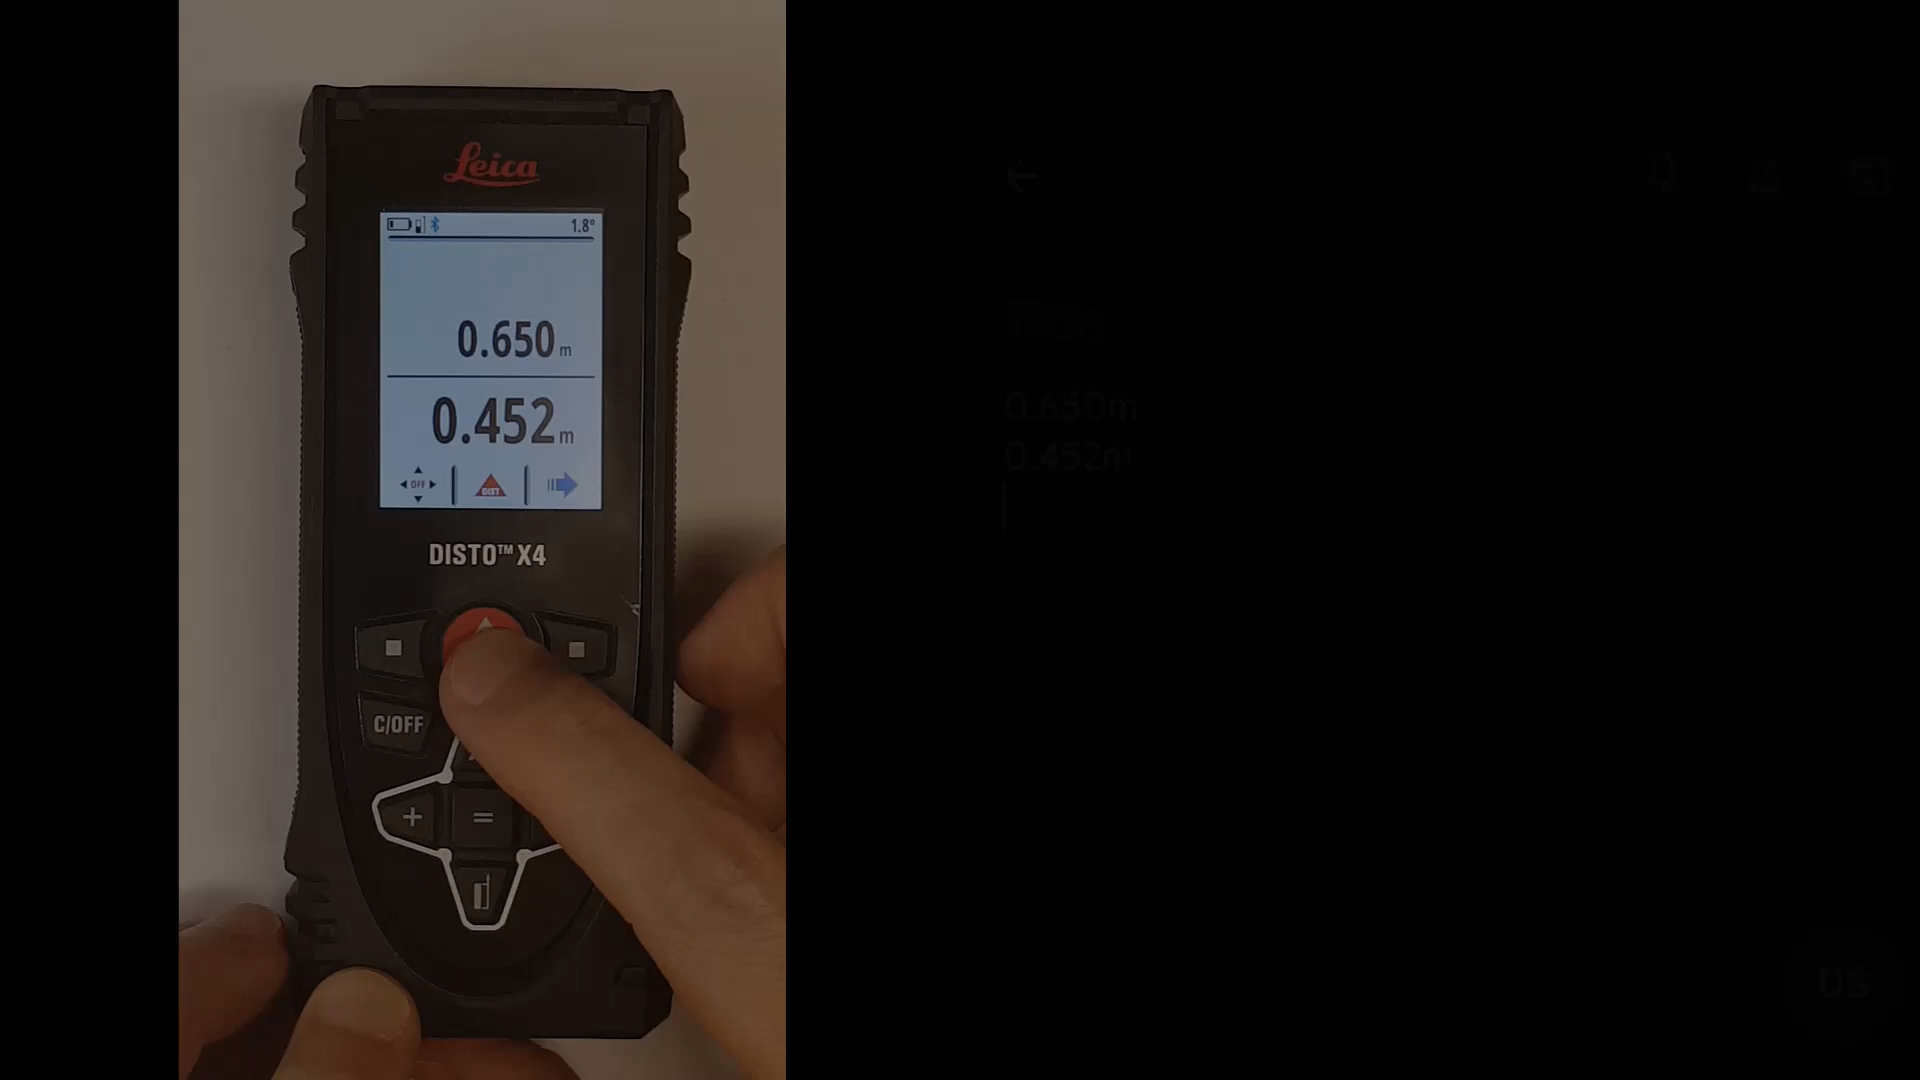 Leica
1.8°
0.650 m
0.452 m
OFF
DIST
DISTO™ X4
C/OFF
+
=
Title
0.650m
0.452m
US